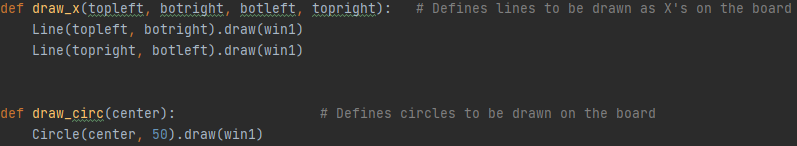 def draw_x(topleft, botright, botleft, topright):   # Defines lines to be drawn as X's on the board
    Line(topleft, botright).draw(win1)
    Line(topright, botleft).draw(win1)
def draw_circ(center):                  # Defines circles to be drawn on the board
    Circle(center, 50).draw(win1)